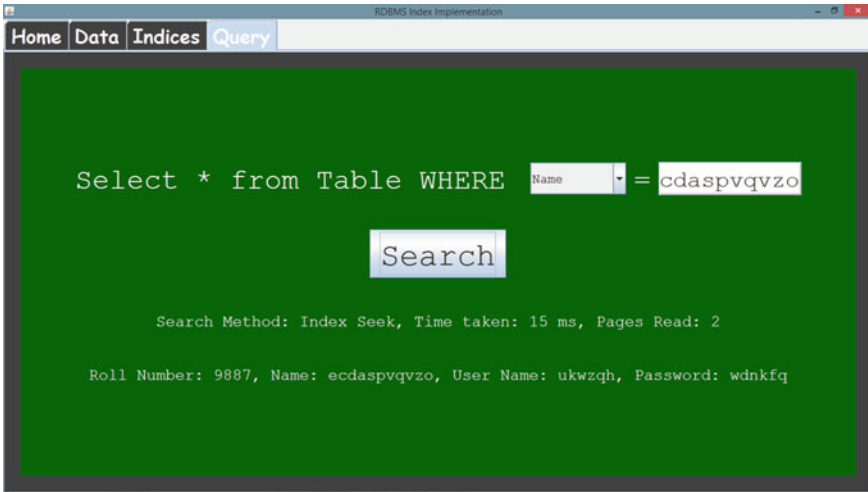 RDBMS Index Implementation
Home Data Indices Query
Select * from Table WHERE Name = cdaspvqvzo
Search
Search Method: Index Seek, Time taken: 15 ms, Pages Read: 2
Roll Number: 9887, Name: ecdaspvqvzo, User Name: ukwzqh, Password: wdnkfq